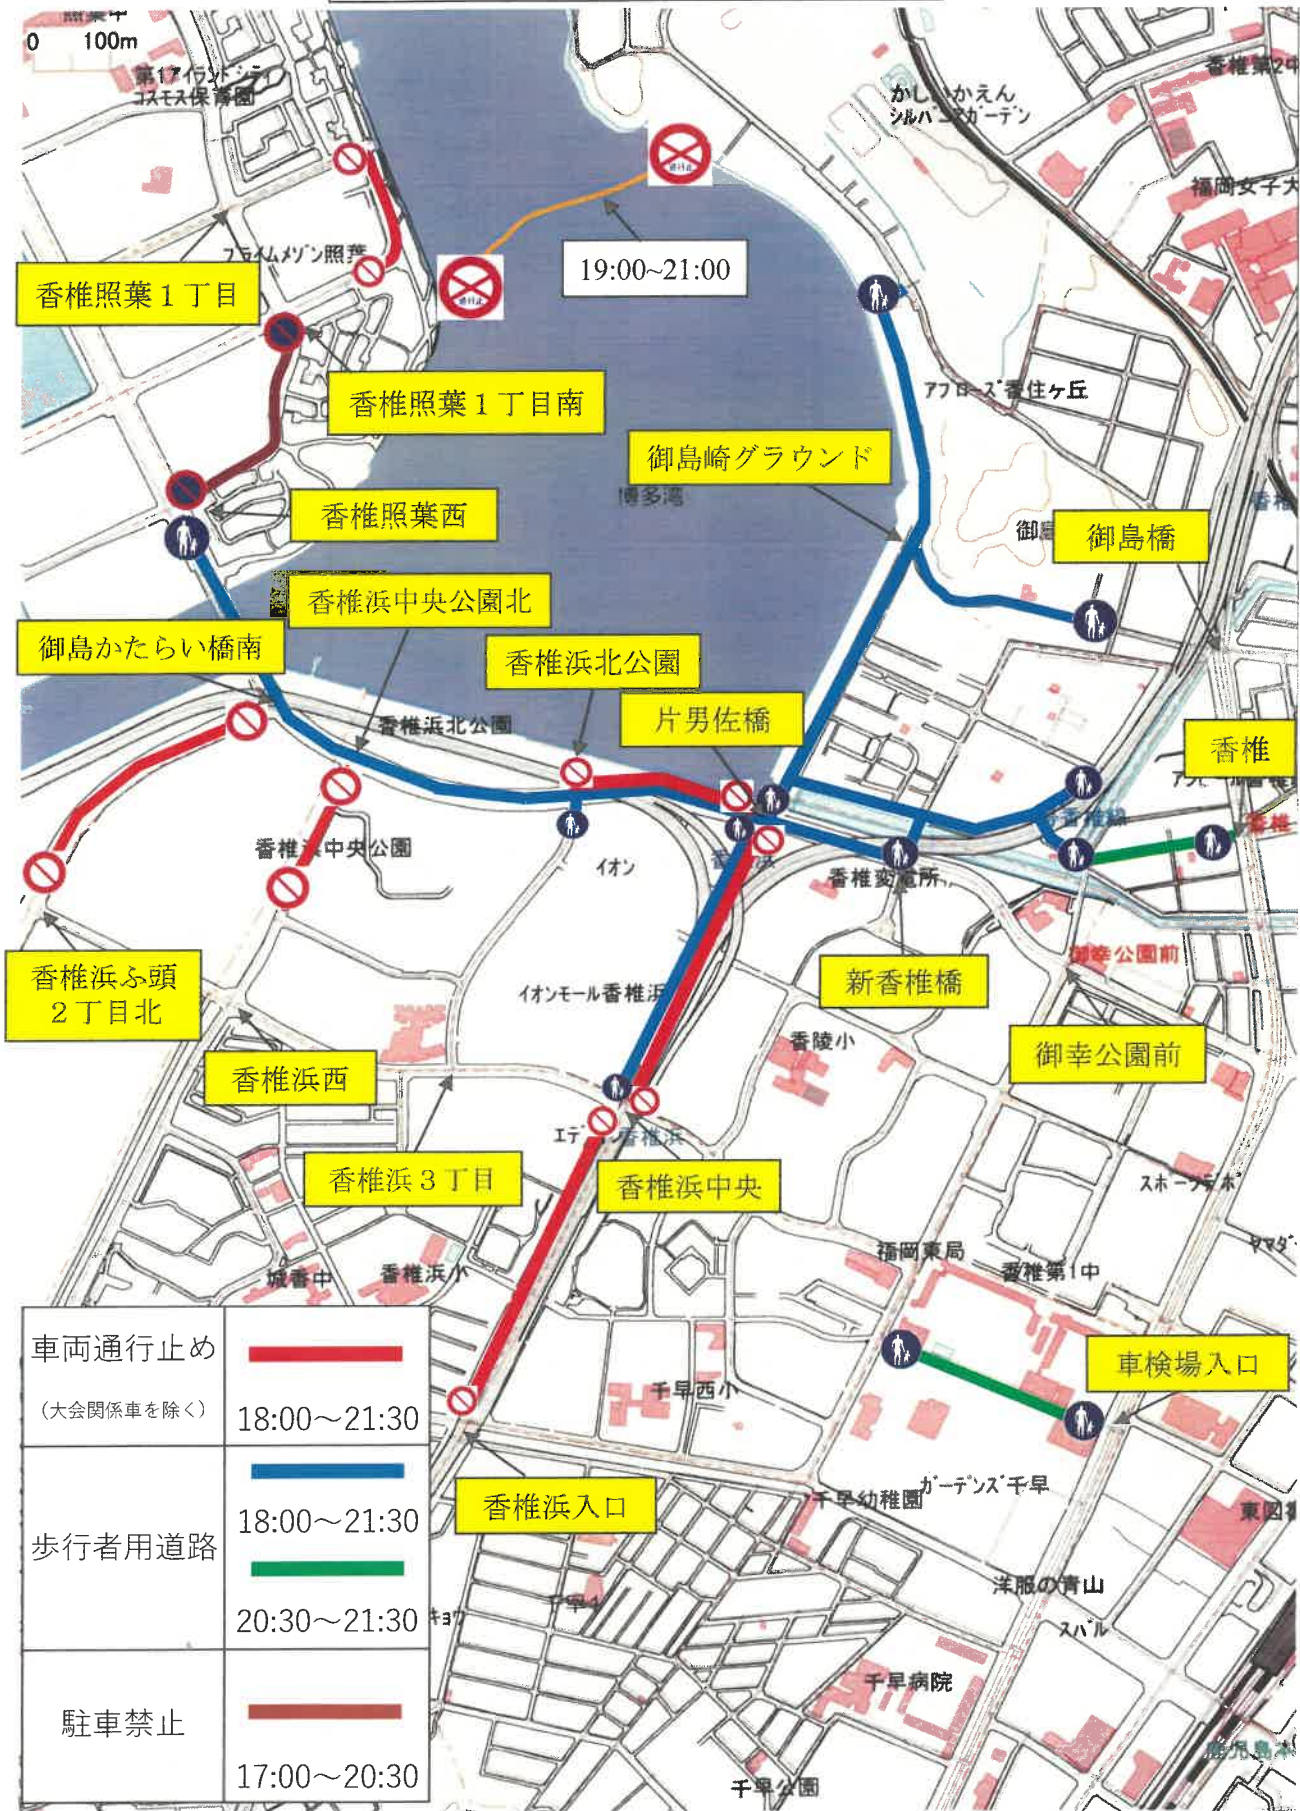 0 100m
コスモス保育園
かしいかえん
シルバニアガーデン
香椎第2中
福岡女子大
プライムメゾン照葉
19:00~21:00
香椎照葉１丁目
香椎照葉１丁目南
アフローズ香住ヶ丘
御島崎グラウンド
博多湾
香椎照葉西
御島橋
香椎浜中央公園北
御島かたらい橋南
香椎浜北公園
香椎浜北公園
片男佐橋
香椎
香椎
香椎浜中央公園
イオン
香椎変電所
香椎浜ふ頭
２丁目北
御幸公園前
新香椎橋
イオンモール香椎浜
香陵小
御幸公園前
香椎浜西
香椎浜
香椎浜３丁目
香椎浜中央
スポーツデポ
ヤマダ
福岡東局
香椎第1中
城香中
香椎浜小
車両通行止め
(大会関係車を除く)
18:00～21:30
千早西小
車検場入口
歩行者用道路
18:00～21:30
20:30～21:30
香椎浜入口
千早幼稚園
ガーデンズ千早
洋服の青山
スバル
千早病院
駐車禁止
17:00～20:30
千早公園
鹿児島本